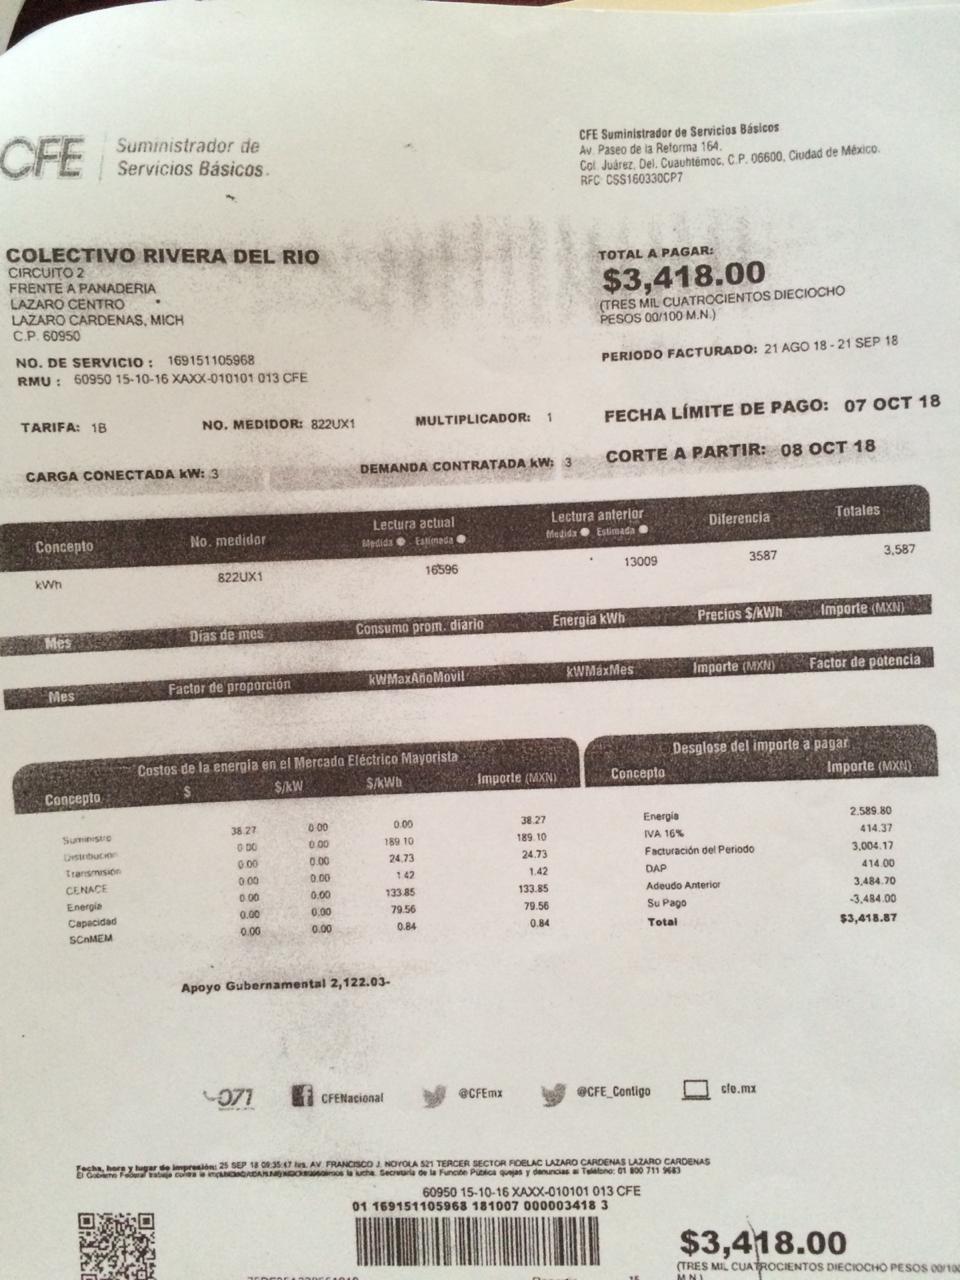 CFE Suministrador de
Servicios Básicos.
CFE Suministrador de Servicios Básicos
Av. Paseo de la Reforma 164.
Col. Juárez, Del. Cuauhtémoc, C.P. 06600, Ciudad de México.
RFC: CSS160330CP7
COLECTIVO RIVERA DEL RIO
CIRCUITO 2
FRENTE A PANADERIA
LAZARO CENTRO
LAZARO CARDENAS, MICH
C.P. 60950
TOTAL A PAGAR:
$3,418.00
(TRES MIL CUATROCIENTOS DIECIOCHO
PESOS 00/100 M.N.)
NO. DE SERVICIO : 169151105968
RMU : 60950 15-10-16 XAXX-010101 013 CFE
PERIODO FACTURADO: 21 AGO 18 - 21 SEP 18
TARIFA: 1B NO. MEDIDOR: 822UX1 MULTIPLICADOR: 1
FECHA LÍMITE DE PAGO: 07 OCT 18
CARGA CONECTADA kW: 3 DEMANDA CONTRATADA kW: 3
CORTE A PARTIR: 08 OCT 18
Concepto No. medidor Lectura actual Lectura anterior Diferencia Totales
Medida Estimada Medida Estimada
kWh 822UX1 16596 13009 3587 3,587
Mes Días de mes Consumo prom. diario Energía kWh Precios $/kWh Importe (MXN)
Mes Factor de proporción kWMaxAñoMovil kWMáxMes Importe (MXN) Factor de potencia
Costos de la energía en el Mercado Eléctrico Mayorista
Concepto $ $/kW $/kWh Importe (MXN)
Suministro 38.27 0.00 0.00 38.27
Distribución 0.00 0.00 189.10 189.10
Transmisión 0.00 0.00 24.73 24.73
CENACE 0.00 0.00 1.42 1.42
Energía 0.00 0.00 133.85 133.85
Capacidad 0.00 0.00 79.56 79.56
SCnMEM 0.00 0.00 0.84 0.84
Desglose del importe a pagar
Concepto Importe (MXN)
Energía 2,589.80
IVA 16% 414.37
Facturación del Periodo 3,004.17
DAP 414.00
Adeudo Anterior 3,484.70
Su Pago -3,484.00
Total $3,418.87
Apoyo Gubernamental 2,122.03-
071 CFENacional @CFEmx @CFE_Contigo cfe.mx
Fecha, hora y lugar de impresión: 25 SEP 18 09:35:47 hrs. AV. FRANCISCO J. NOYOLA 521 TERCER SECTOR FIDELAC LAZARO CARDENAS LAZARO CARDENAS
El Gobierno Federal trabaja contra la la lucha. Secretaría de la Función Pública quejas y denuncias al Teléfono: 01 800 711 9683
60950 15-10-16 XAXX-010101 013 CFE
01 169151105968 181007 000003418 3
$3,418.00
(TRES MIL CUATROCIENTOS DIECIOCHO PESOS 00/100
M.N.)